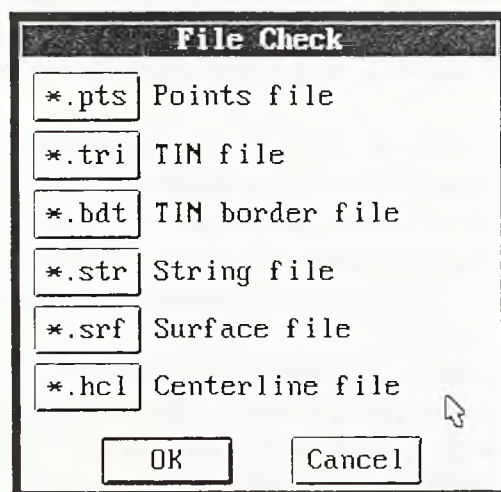 File Check
*.pts Points file
*.tri TIN file
*.bdt TIN border file
*.str String file
*.srf Surface file
*.hcl Centerline file
OK Cancel